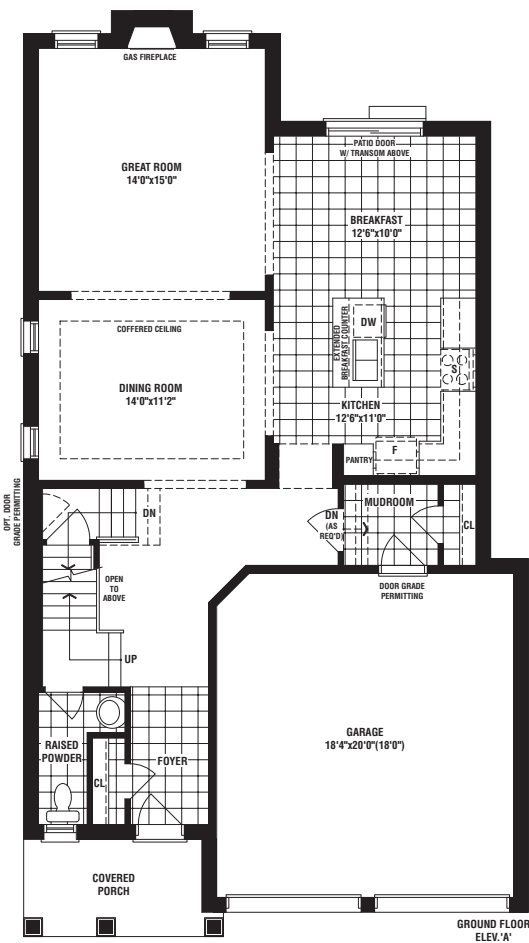 GAS FIREPLACE
GREAT ROOM
14'0"x15'0"
PATIO DOOR
W/ TRANSOM ABOVE
BREAKFAST
12'6"x10'0"
COFFERED CEILING
DINING ROOM
14'0"x11'2"
EXTENDED
BREAKFAST COUNTER
DW
S
KITCHEN
12'6"x11'0"
PANTRY
F
OPT. DOOR
GRADE PERMITTING
DN
MUDROOM
DN
(AS
REQ'D)
CL
OPEN
TO
ABOVE
DOOR GRADE
PERMITTING
UP
RAISED
POWDER
CL
FOYER
GARAGE
18'4"x20'0"(18'0")
COVERED
PORCH
GROUND FLOOR
ELEV.'A'